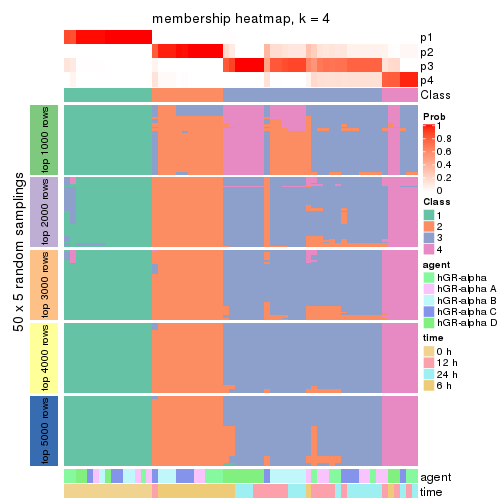 membership heatmap, k = 4
p1
p2
p3
p4
Class
50 x 5 random samplings
top 1000 rows
top 2000 rows
top 3000 rows
top 4000 rows
top 5000 rows
agent
time
Prob
1
0.8
0.6
0.4
0.2
0
Class
1
2
3
4
agent
hGR-alpha
hGR-alpha A
hGR-alpha B
hGR-alpha C
hGR-alpha D
time
0 h
12 h
24 h
6 h